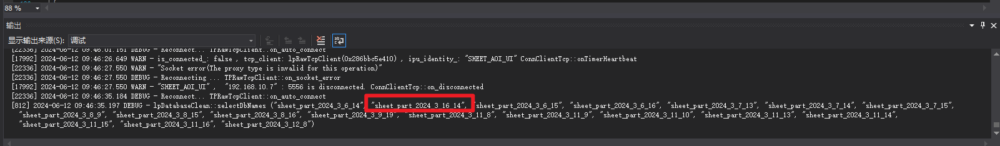 88 %
输出
显示输出来源(S): 调试
[22336] 2024-06-12 09:46:01.151 DEBUG - Reconnect... TPRawTcpClient::on_auto_connect
[17992] 2024-06-12 09:46:26.649 WARN - is_connected_: false , tcp_client: lpRawTcpClient(0x286bbc5e410) , ipu_identity_: "SHEET_AOI_UI" ConnClientTcp::onTimerHeartbeat
[22336] 2024-06-12 09:46:27.550 WARN - "Socket error(The proxy type is invalid for this operation)"
[22336] 2024-06-12 09:46:27.550 DEBUG - Reconnecting ... TPRawTcpClient::on_socket_error
[17992] 2024-06-12 09:46:27.550 WARN - "SHEET_AOI_UI" , "192.168.10.7" : 5556 is disconnected. ConnClientTcp::on_disconnected
[22336] 2024-06-12 09:46:35.184 DEBUG - Reconnect... TPRawTcpClient::on_auto_connect
[812] 2024-06-12 09:46:35.197 DEBUG - lpDatabaseClean::selectDbNames ("sheet_part_2024_3_6_14", "sheet_part_2024_3_16_14", "sheet_part_2024_3_6_15", "sheet_part_2024_3_6_16", "sheet_part_2024_3_7_13", "sheet_part_2024_3_7_14", "sheet_part_2024_3_7_15",
"sheet_part_2024_3_8_9", "sheet_part_2024_3_8_15", "sheet_part_2024_3_8_16", "sheet_part_2024_3_9_19", "sheet_part_2024_3_11_8", "sheet_part_2024_3_11_9", "sheet_part_2024_3_11_10", "sheet_part_2024_3_11_13", "sheet_part_2024_3_11_14",
"sheet_part_2024_3_11_15", "sheet_part_2024_3_11_16", "sheet_part_2024_3_12_8")